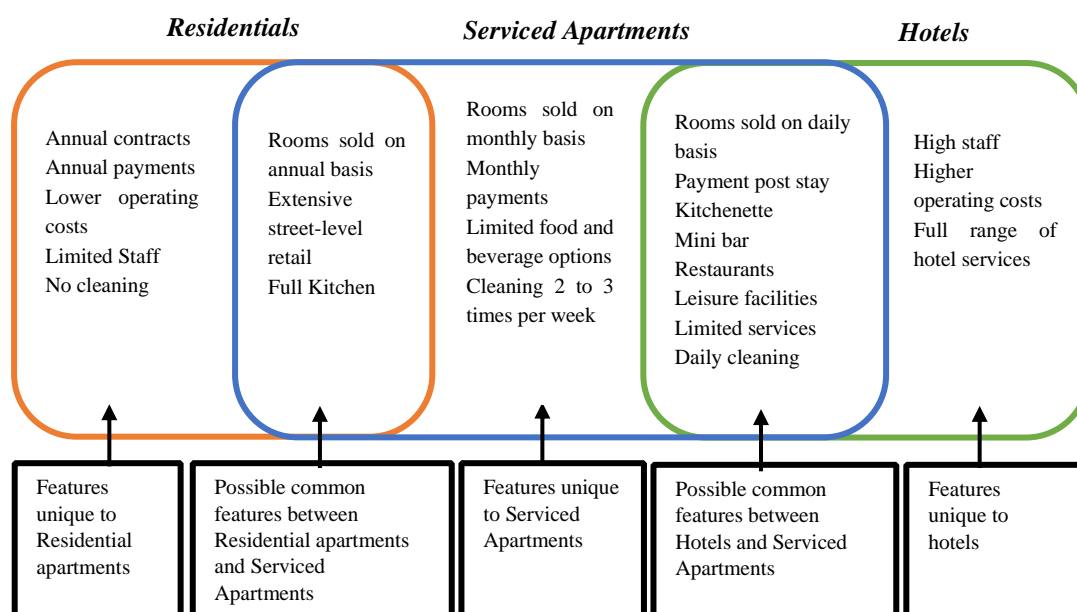 Residentials
Serviced Apartments
Hotels
Annual contracts
Annual payments
Lower operating
costs
Limited Staff
No cleaning
Rooms sold on
annual basis
Extensive
street-level
retail
Full Kitchen
Rooms sold on
monthly basis
Monthly
payments
Limited food and
beverage options
Cleaning 2 to 3
times per week
Rooms sold on daily
basis
Payment post stay
Kitchenette
Mini bar
Restaurants
Leisure facilities
Limited services
Daily cleaning
High staff
Higher
operating costs
Full range of
hotel services
Features
unique to
Residential
apartments
Possible common
features between
Residential apartments
and Serviced
Apartments
Features unique
to Serviced
Apartments
Possible common
features between
Hotels and Serviced
Apartments
Features
unique to
hotels